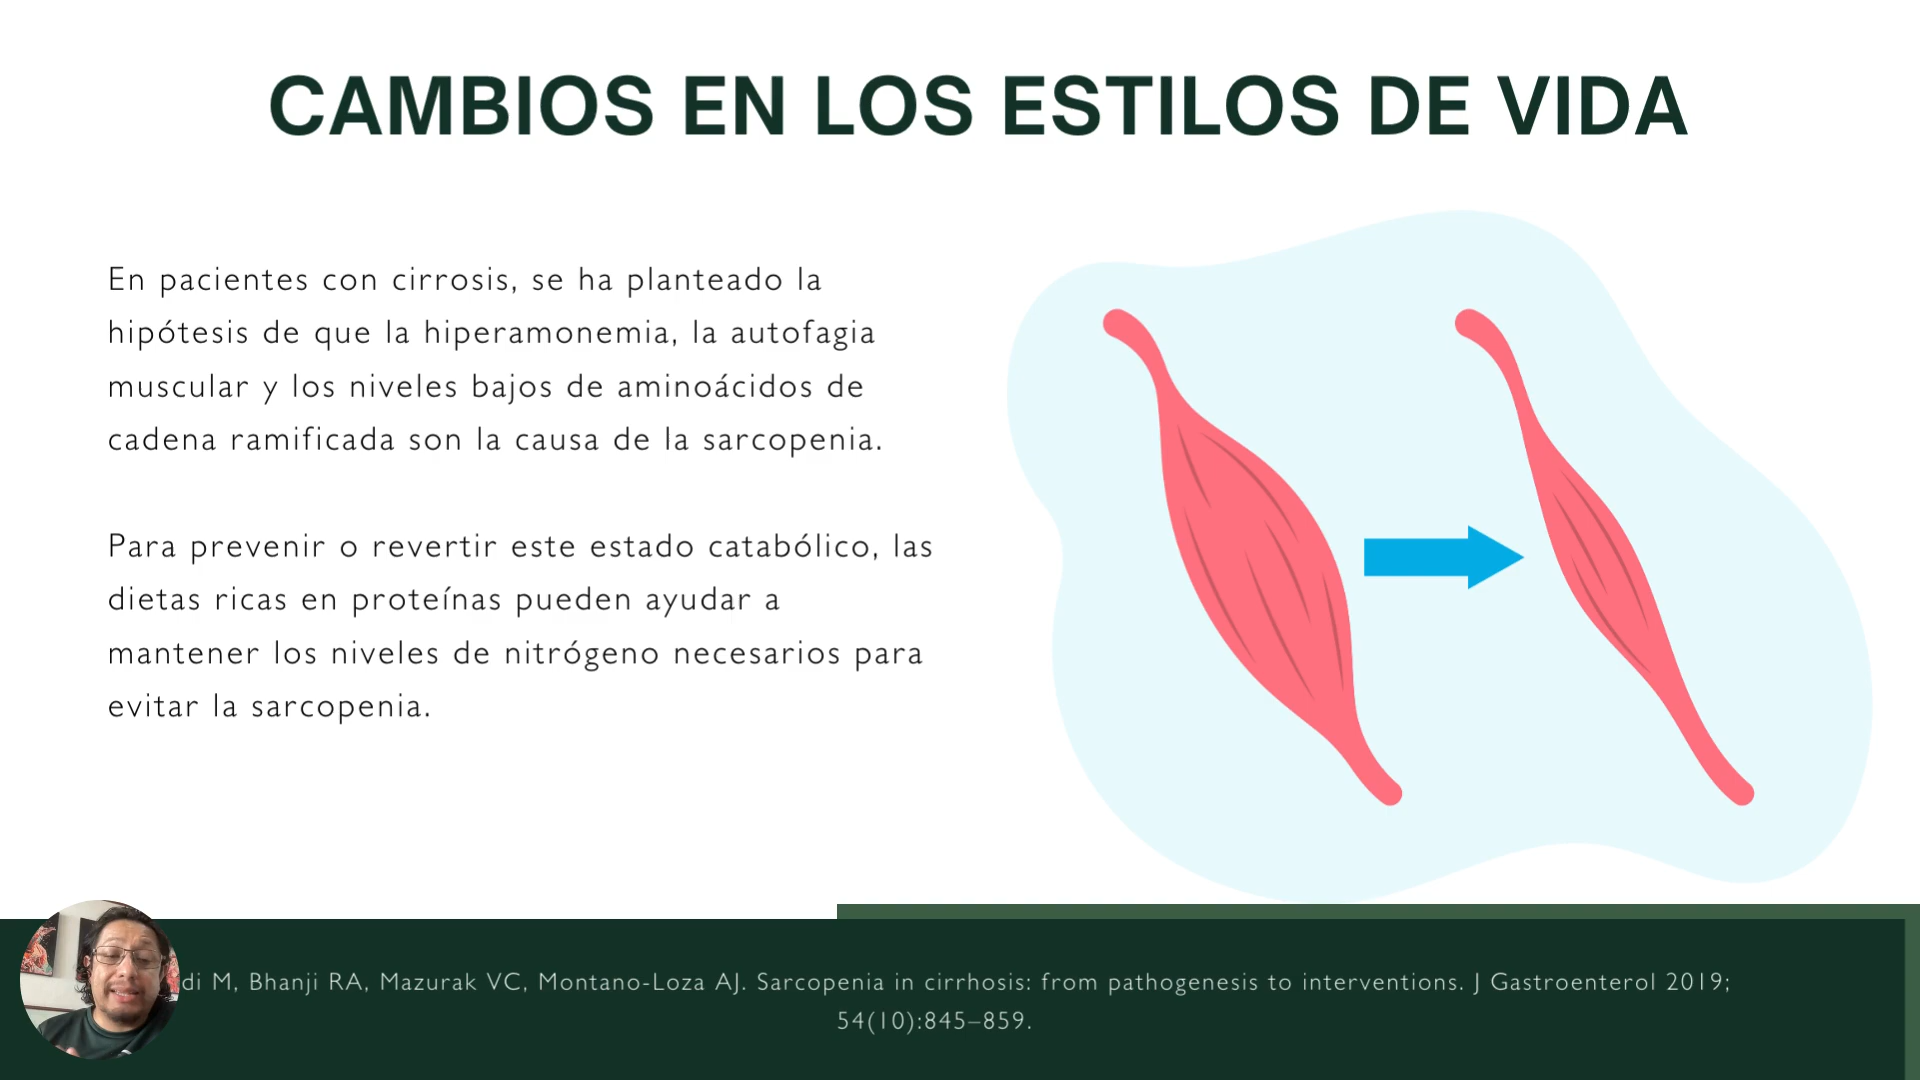 CAMBIOS EN LOS ESTILOS DE VIDA
En pacientes con cirrosis, se ha planteado la
hipótesis de que la hiperamonemia, la autofagia
muscular y los niveles bajos de aminoácidos de
cadena ramificada son la causa de la sarcopenia.
Para prevenir o revertir este estado catabólico, las
dietas ricas en proteínas pueden ayudar a
mantener los niveles de nitrógeno necesarios para
evitar la sarcopenia.
M, Bhanji RA, Mazurak VC, Montano-Loza AJ. Sarcopenia in cirrhosis: from pathogenesis to interventions. J Gastroenterol 2019;
54(10):845–859.